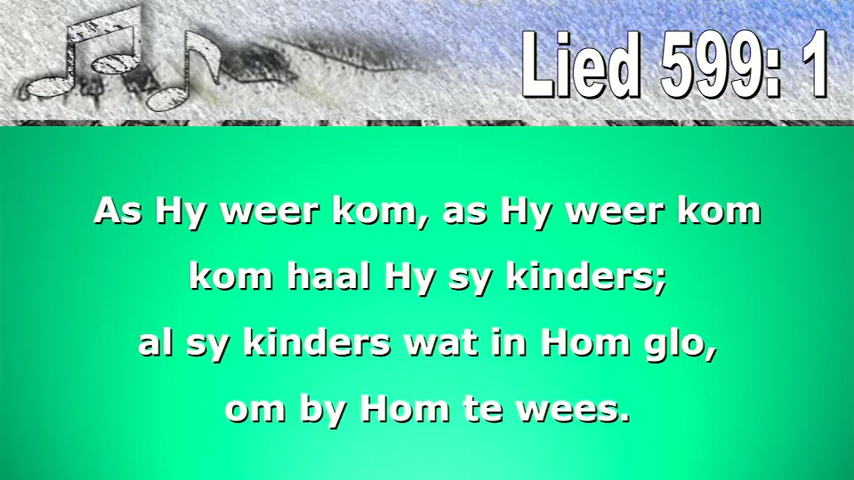 Lied 599: 1
As Hy weer kom, as Hy weer kom
kom haal Hy sy kinders;
al sy kinders wat in Hom glo,
om by Hom te wees.